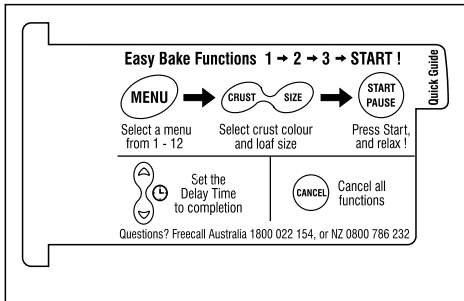 Easy Bake Functions 1 → 2 → 3 → START !
Quick Guide
MENU
CRUST SIZE
START
PAUSE
Select a menu
from 1 - 12
Select crust colour
and loaf size
Press Start,
and relax !
Set the
Delay Time
to completion
CANCEL
Cancel all
functions
Questions? Freecall Australia 1800 022 154, or NZ 0800 786 232